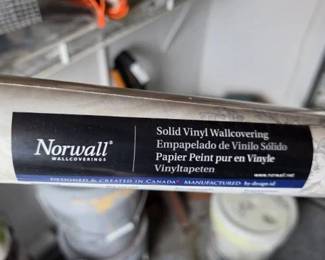 Norwall®
WALLCOVERINGS
Solid Vinyl Wallcovering
Empapelado de Vinilo Sólido
Papier Peint pur en Vinyle
Vinyltapeten
www.norwall.net
DESIGNED & CREATED IN CANADA* MANUFACTURED by design id